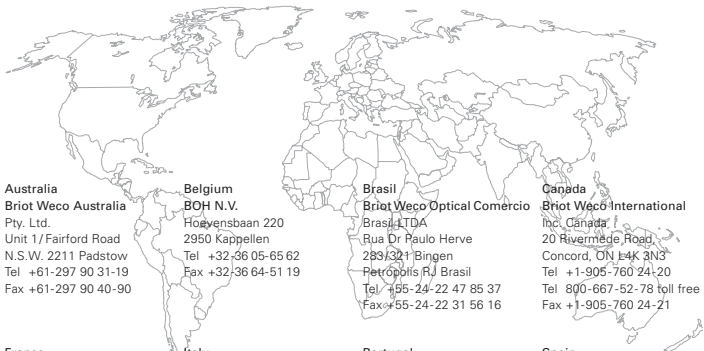 Australia
Briot Weco Australia
Pty. Ltd.
Unit 1/Fairford Road
N.S.W. 2211 Padstow
Tel +61-297 90 31-19
Fax +61-297 90 40-90
Belgium
BOH N.V.
Hoevensbaan 220
2950 Kappellen
Tel +32-36 05-65 62
Fax +32-36 64-51 19
Brasil
Briot Weco Optical Comercio
Brasil LTDA
Rua Dr Paulo Herve
283/321 Bingen
Petrópolis RJ Brasil
Tel +55-24-22 47 85 37
Fax +55-24-22 31 56 16
Canada
Briot Weco International
Inc. Canada
20 Rivermede Road,
Concord, ON L4K 3N3
Tel +1-905-760 24-20
Tel 800-667-52-78 toll free
Fax +1-905-760 24-21
France
Italy
Portugal
Spain